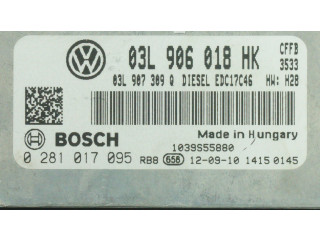 03L 906 018 HK CFFB
3533
03L 907 309 Q DIESEL EDC17C46 HW: H28
BOSCH
Made in Hungary
1039S55880
0 281 017 095 RBB 656 12-09-10 1415 0145